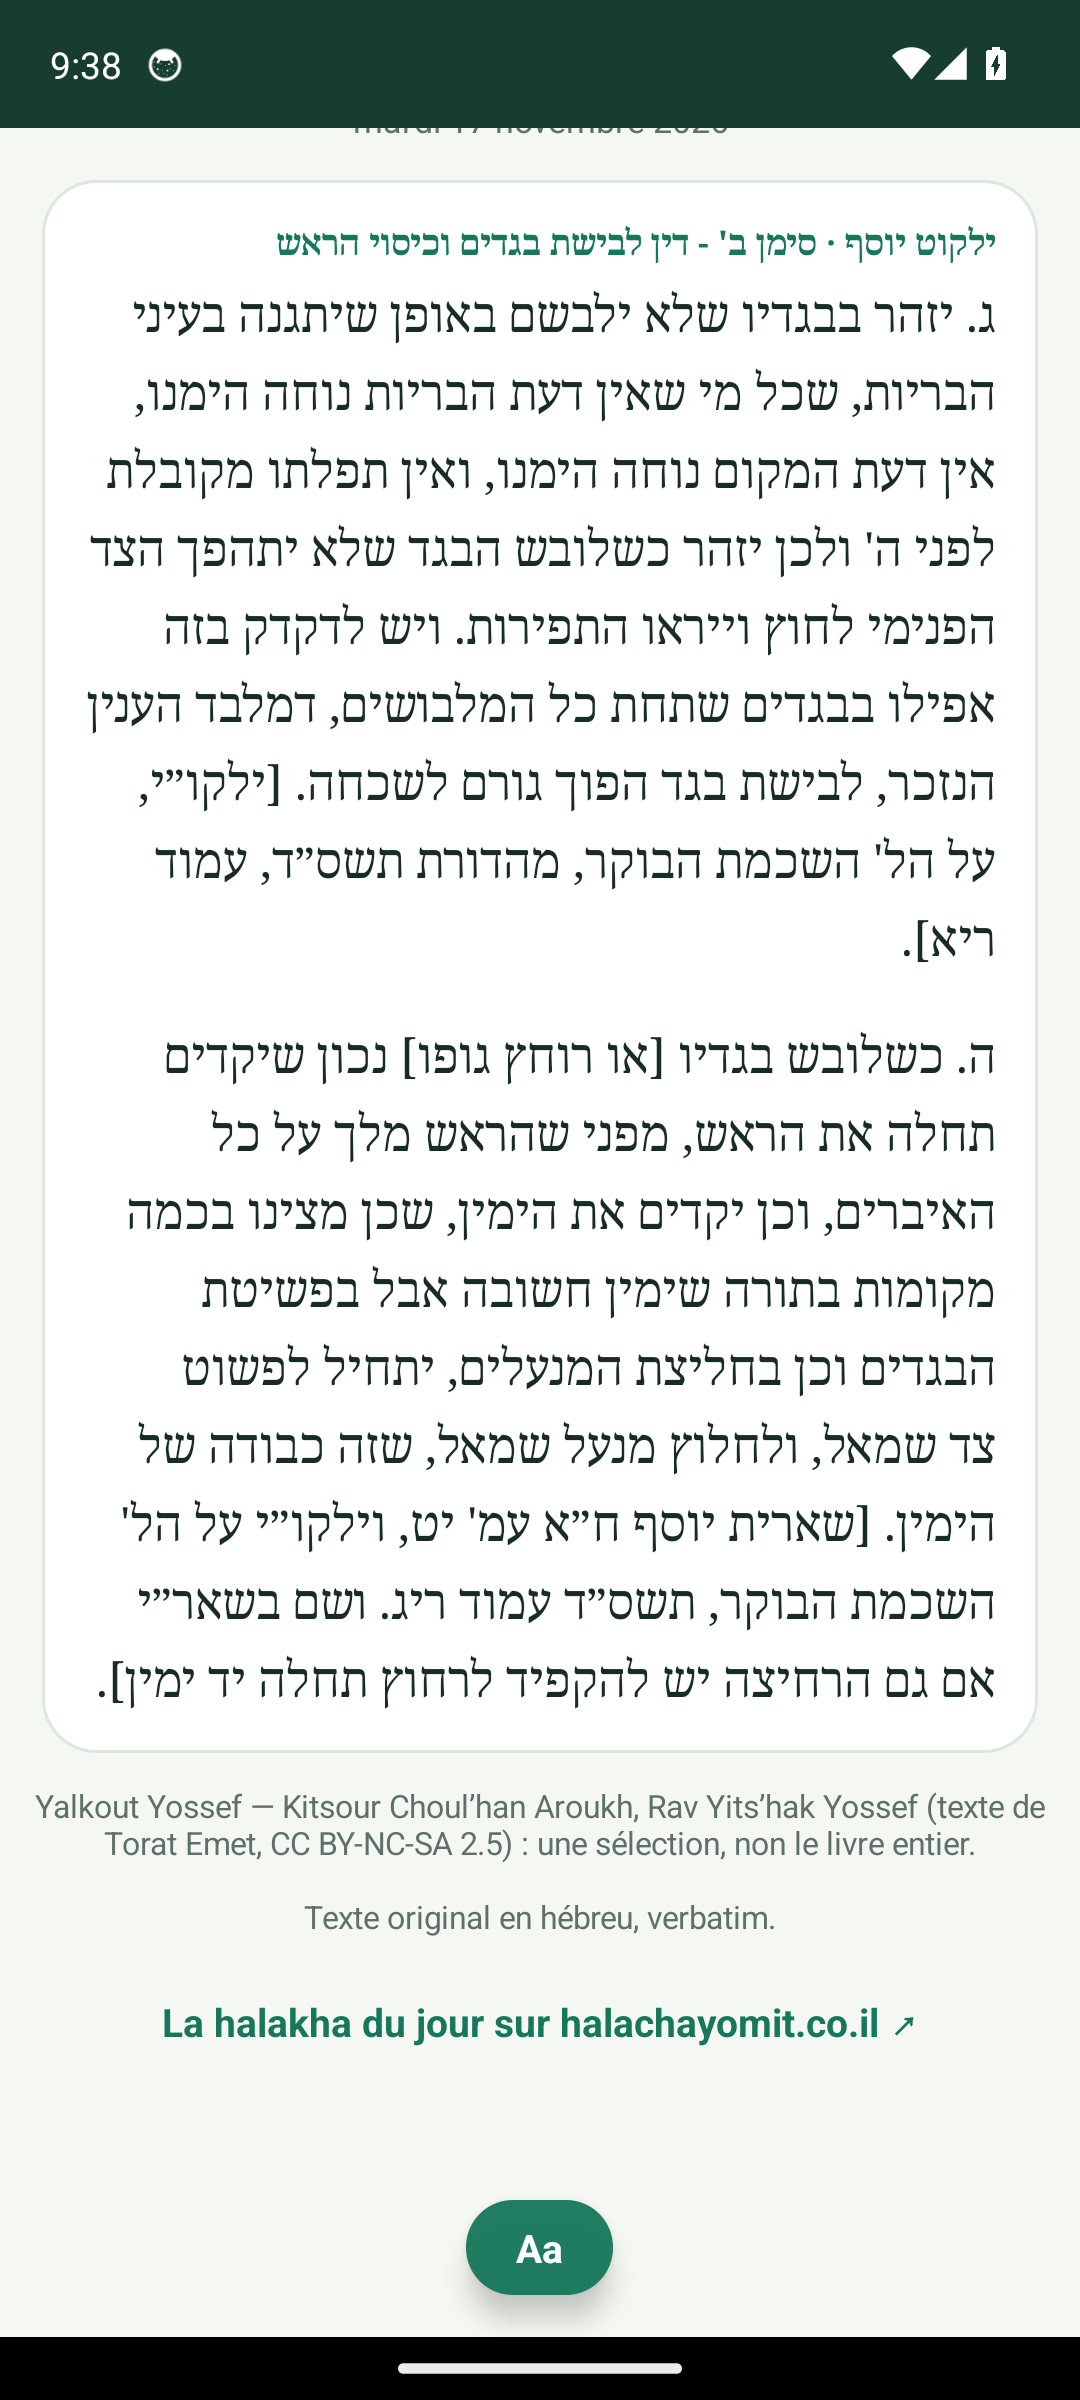 9:38
mardi 17 novembre 2026
ילקוט יוסף · סימן ב' - דין לבישת בגדים וכיסוי הראש
ג. יזהר בבגדיו שלא ילבשם באופן שיתגנה בעיני
הבריות, שכל מי שאין דעת הבריות נוחה הימנו,
אין דעת המקום נוחה הימנו, ואין תפלתו מקובלת
לפני ה' ולכן יזהר כשלובש הבגד שלא יתהפך הצד
הפנימי לחוץ וייראו התפירות. ויש לדקדק בזה
אפילו בבגדים שתחת כל המלבושים, דמלבד הענין
הנזכר, לבישת בגד הפוך גורם לשכחה. [ילקו״י,
על הל' השכמת הבוקר, מהדורת תשס״ד, עמוד
ריא].
ה. כשלובש בגדיו [או רוחץ גופו] נכון שיקדים
תחלה את הראש, מפני שהראש מלך על כל
האיברים, וכן יקדים את הימין, שכן מצינו בכמה
מקומות בתורה שימין חשובה אבל בפשיטת
הבגדים וכן בחליצת המנעלים, יתחיל לפשוט
צד שמאל, ולחלוץ מנעל שמאל, שזה כבודה של
הימין. [שארית יוסף ח״א עמ' יט, וילקו״י על הל'
השכמת הבוקר, תשס״ד עמוד ריג. ושם בשאר״י
אם גם הרחיצה יש להקפיד לרחוץ תחלה יד ימין].
Yalkout Yossef — Kitsour Choul’han Aroukh, Rav Yits’hak Yossef (texte de
Torat Emet, CC BY-NC-SA 2.5) : une sélection, non le livre entier.
Texte original en hébreu, verbatim.
La halakha du jour sur halachayomit.co.il ↗
Aa